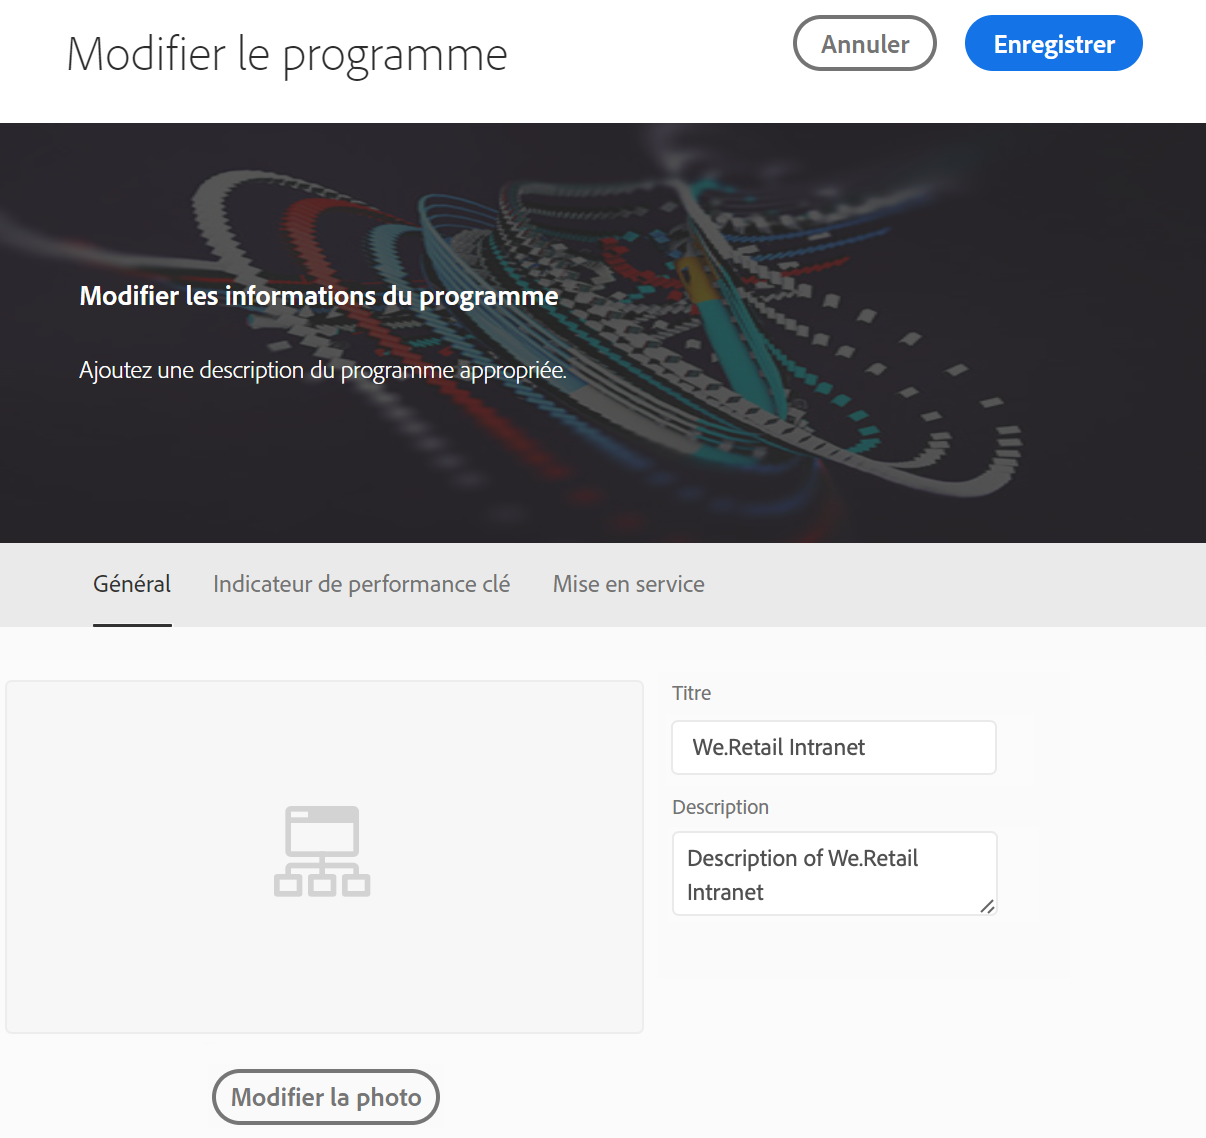 Modifier le programme
Annuler
Enregistrer
Modifier les informations du programme
Ajoutez une description du programme appropriée.
Général
Indicateur de performance clé
Mise en service
Titre
We.Retail Intranet
Description
Description of We.Retail
Intranet
Modifier la photo